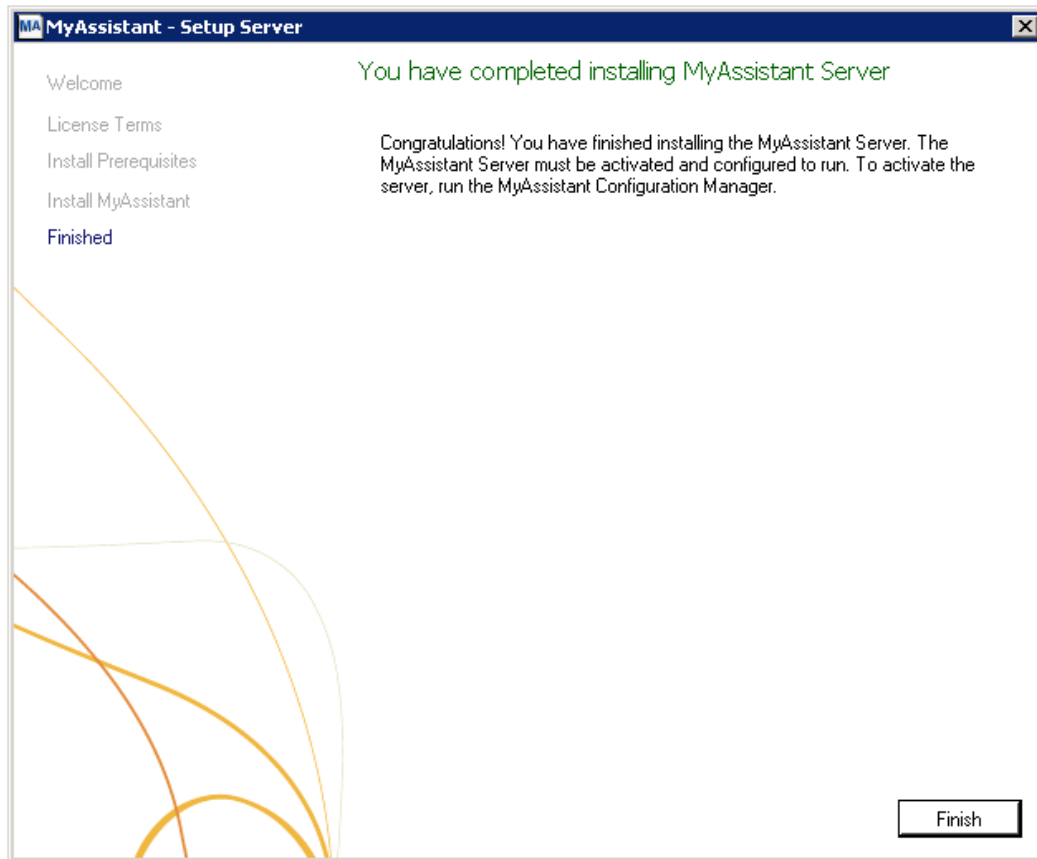 MA MyAssistant - Setup Server
Welcome
License Terms
Install Prerequisites
Install MyAssistant
Finished
You have completed installing MyAssistant Server
Congratulations! You have finished installing the MyAssistant Server. The
MyAssistant Server must be activated and configured to run. To activate the
server, run the MyAssistant Configuration Manager.
Finish